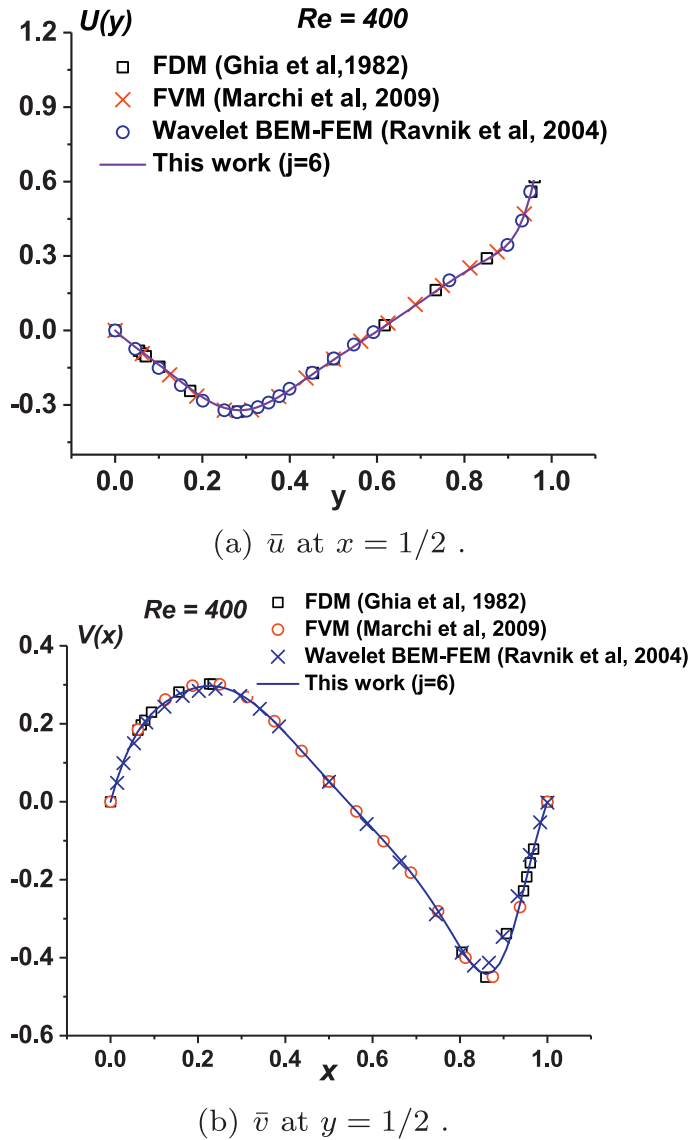 U(y)
Re = 400
1.2
FDM (Ghia et al,1982)
0.9
FVM (Marchi et al, 2009)
Wavelet BEM-FEM (Ravnik et al, 2004)
This work (j=6)
0.6
0.3
0.0
-0.3
0.0 0.2 0.4 0.6 0.8 1.0
y
(a) ū at x = 1/2 .
V(x)
Re = 400
FDM (Ghia et al, 1982)
FVM (Marchi et al, 2009)
Wavelet BEM-FEM (Ravnik et al, 2004)
This work (j=6)
0.4
0.2
0.0
-0.2
-0.4
-0.6
0.0 0.2 0.4 0.6 0.8 1.0
x
(b) v̄ at y = 1/2 .